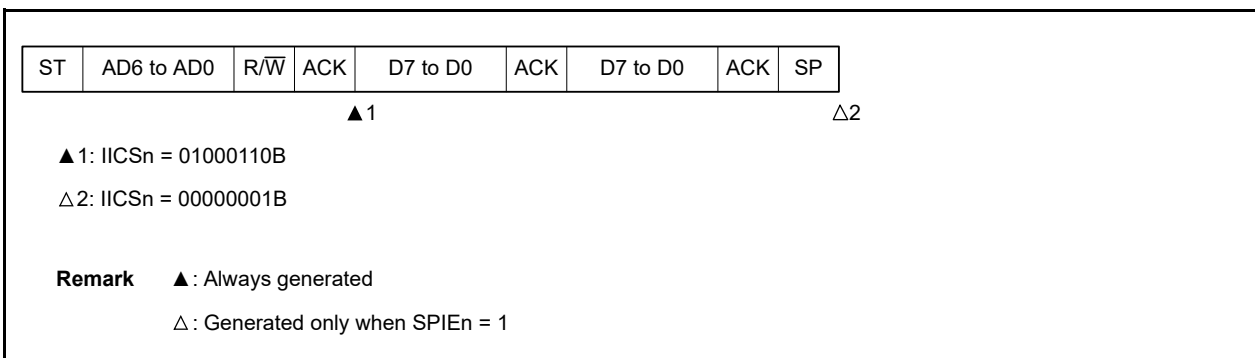 ST AD6 to AD0 R/W̅ ACK D7 to D0 ACK D7 to D0 ACK SP
▲1 △2
▲1: IICSn = 01000110B
△2: IICSn = 00000001B
Remark ▲: Always generated
△: Generated only when SPIEn = 1